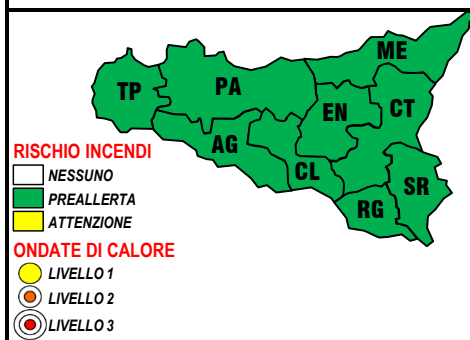 ME
TP
PA
EN
CT
AG
CL
SR
RG
RISCHIO INCENDI
NESSUNO
PREALLERTA
ATTENZIONE
ONDATE DI CALORE
LIVELLO 1
LIVELLO 2
LIVELLO 3